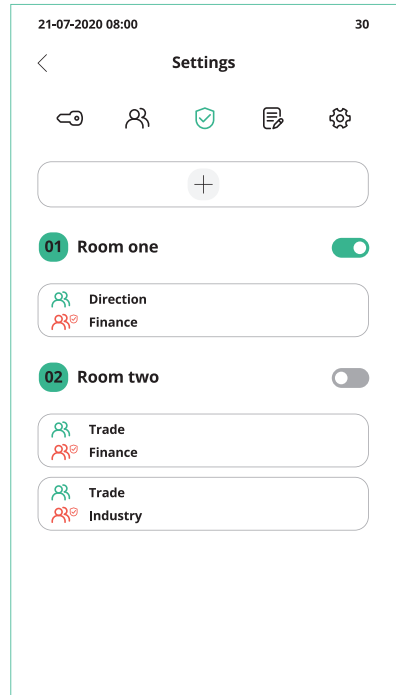 21-07-2020 08:00 30
Settings
01 Room one
Direction
Finance
02 Room two
Trade
Finance
Trade
Industry